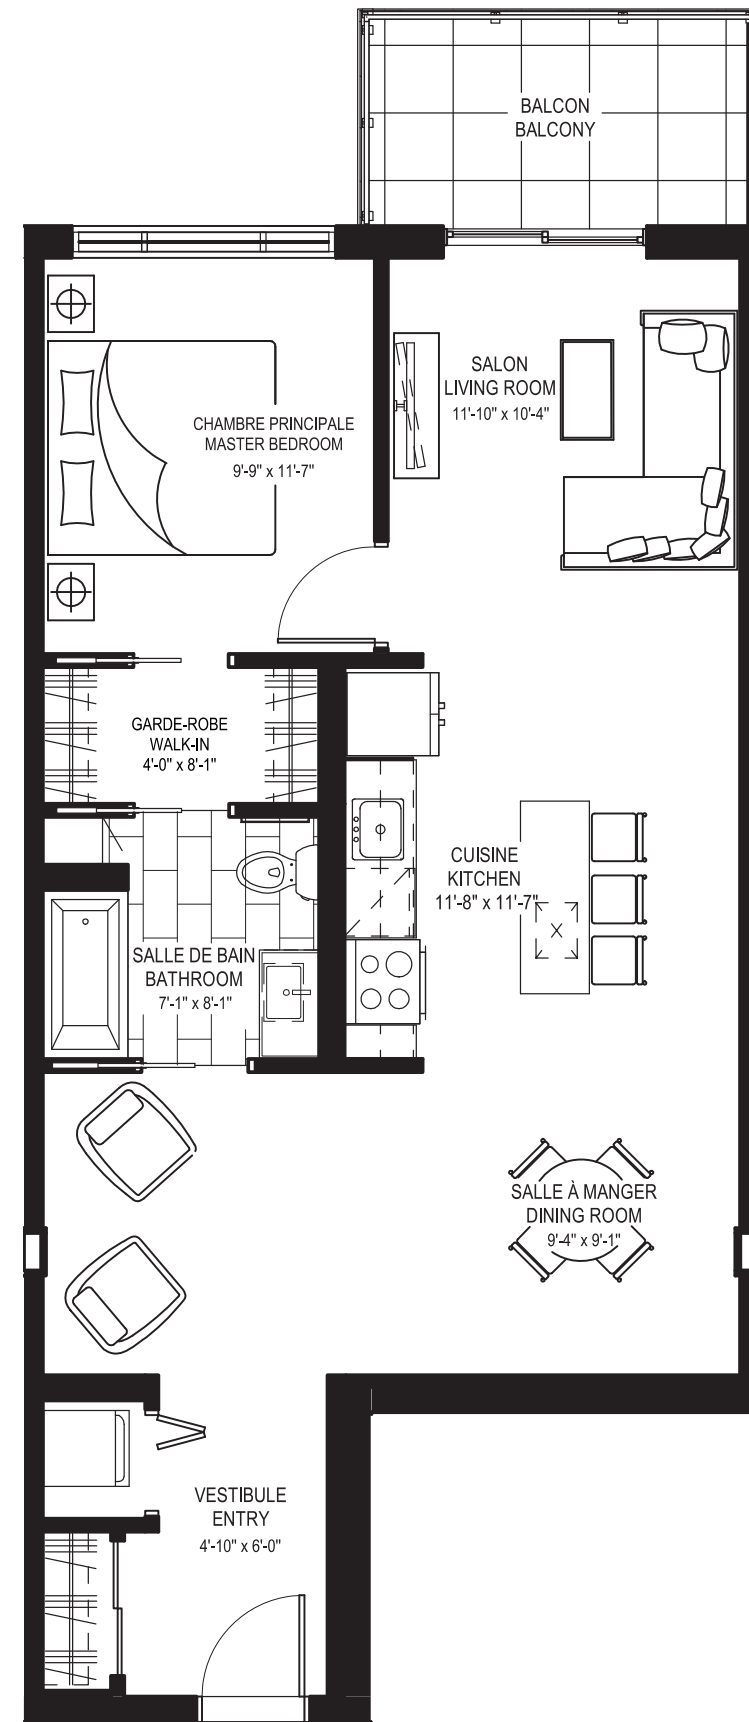 BALCON
BALCONY
SALON
LIVING ROOM
11'-10" x 10'-4"
CHAMBRE PRINCIPALE
MASTER BEDROOM
9'-9" x 11'-7"
GARDE-ROBE
WALK-IN
4'-0" x 8'-1"
CUISINE
KITCHEN
11'-8" x 11'-7"
SALLE DE BAIN
BATHROOM
7'-1" x 8'-1"
SALLE À MANGER
DINING ROOM
9'-4" x 9'-1"
VESTIBULE
ENTRY
4'-10" x 6'-0"